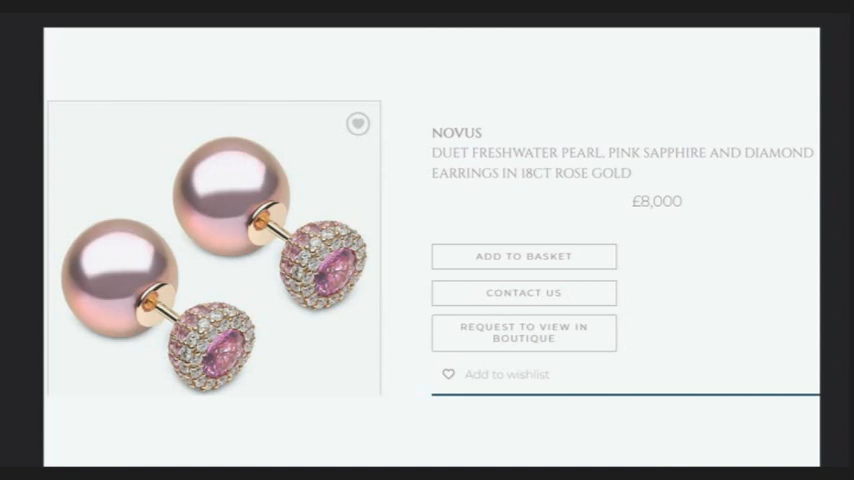 NOVUS
DUET FRESHWATER PEARL, PINK SAPPHIRE AND DIAMOND
EARRINGS IN 18CT ROSE GOLD
£8,000
ADD TO BASKET
CONTACT US
REQUEST TO VIEW IN
BOUTIQUE
Add to wishlist